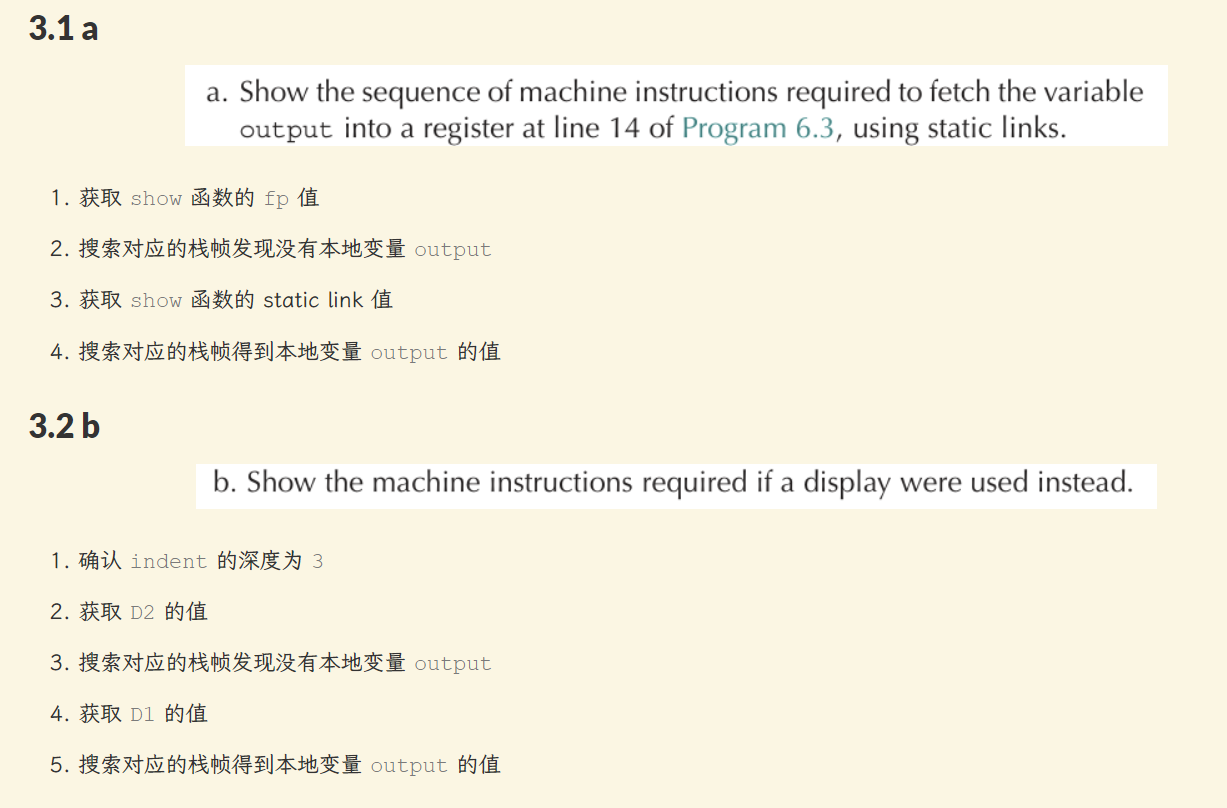 3.1 a
a. Show the sequence of machine instructions required to fetch the variable
output into a register at line 14 of Program 6.3, using static links.
1. 获取 show 函数的 fp 值
2. 搜索对应的栈帧发现没有本地变量 output
3. 获取 show 函数的 static link 值
4. 搜索对应的栈帧得到本地变量 output 的值
3.2 b
b. Show the machine instructions required if a display were used instead.
1. 确认 indent 的深度为 3
2. 获取 D2 的值
3. 搜索对应的栈帧发现没有本地变量 output
4. 获取 D1 的值
5. 搜索对应的栈帧得到本地变量 output 的值